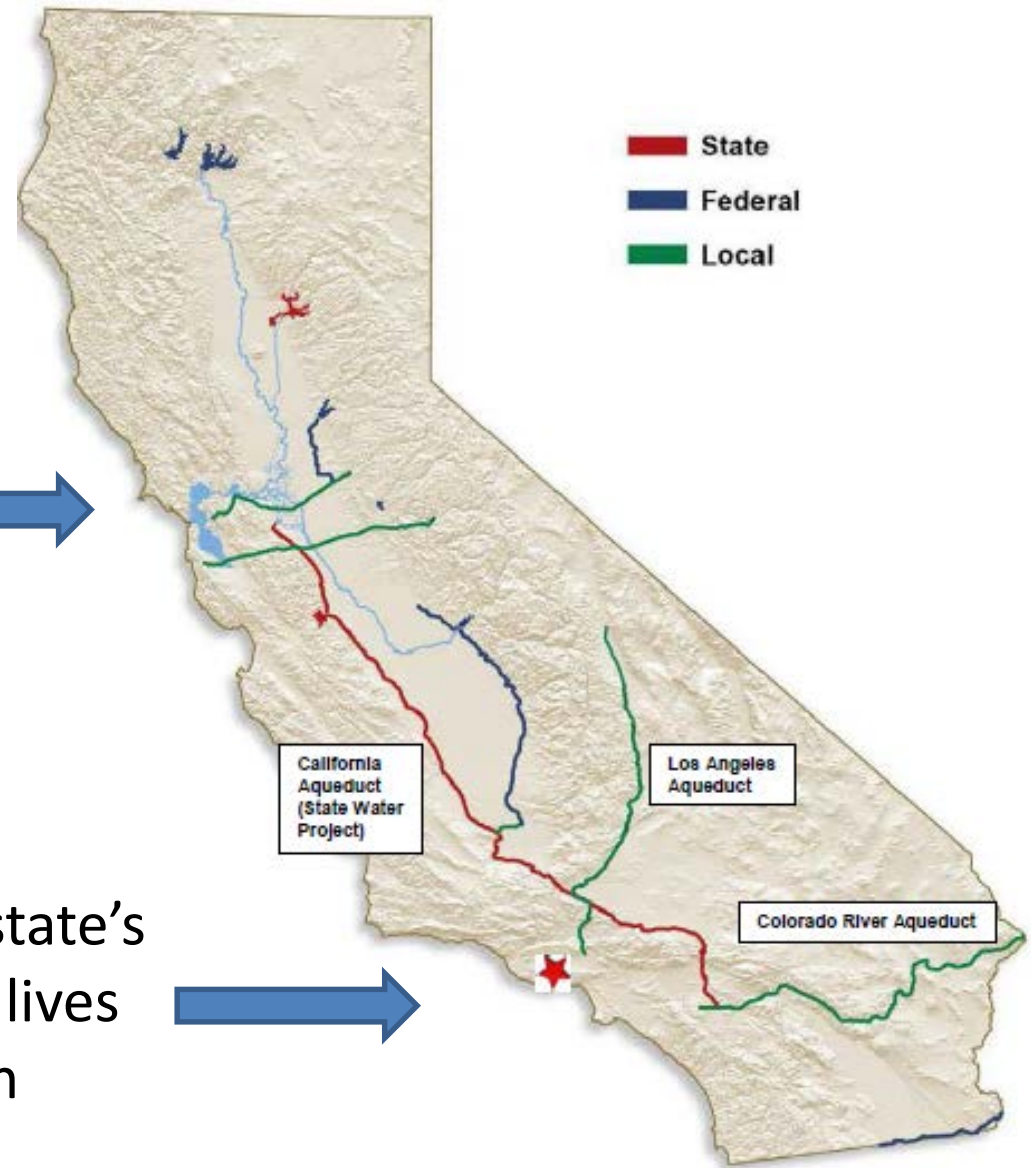 State
Federal
Local
California
Aqueduct
(State Water
Project)
Los Angeles
Aqueduct
Colorado River Aqueduct
state’s
lives